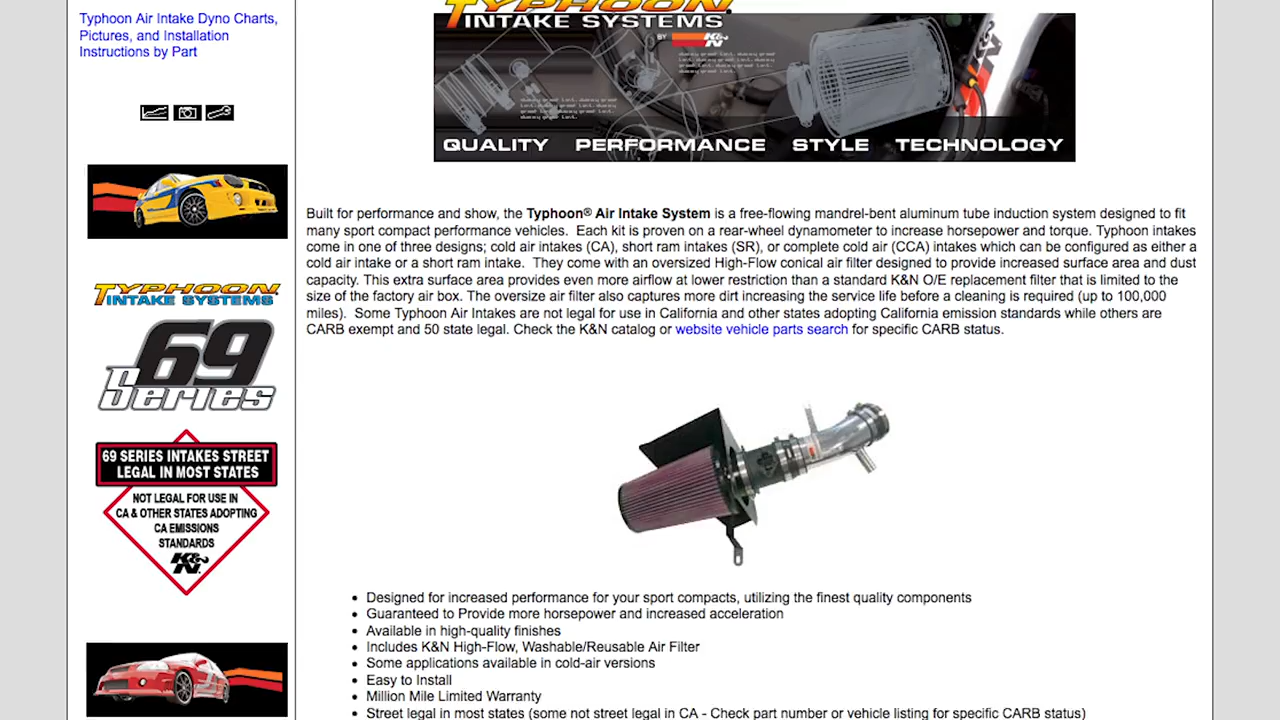 Typhoon Air Intake Dyno Charts,
Pictures, and Installation
Instructions by Part
TYPHOON
INTAKE SYSTEMS
69
Series
69 SERIES INTAKES STREET
LEGAL IN MOST STATES
NOT LEGAL FOR USE IN
CA & OTHER STATES ADOPTING
CA EMISSIONS
STANDARDS
K&N
TYPHOON
INTAKE SYSTEMS
BY K&N
QUALITY PERFORMANCE STYLE TECHNOLOGY
Built for performance and show, the Typhoon® Air Intake System is a free-flowing mandrel-bent aluminum tube induction system designed to fit
many sport compact performance vehicles. Each kit is proven on a rear-wheel dynamometer to increase horsepower and torque. Typhoon intakes
come in one of three designs; cold air intakes (CA), short ram intakes (SR), or complete cold air (CCA) intakes which can be configured as either a
cold air intake or a short ram intake. They come with an oversized High-Flow conical air filter designed to provide increased surface area and dust
capacity. This extra surface area provides even more airflow at lower restriction than a standard K&N O/E replacement filter that is limited to the
size of the factory air box. The oversize air filter also captures more dirt increasing the service life before a cleaning is required (up to 100,000
miles). Some Typhoon Air Intakes are not legal for use in California and other states adopting California emission standards while others are
CARB exempt and 50 state legal. Check the K&N catalog or website vehicle parts search for specific CARB status.
• Designed for increased performance for your sport compacts, utilizing the finest quality components
• Guaranteed to Provide more horsepower and increased acceleration
• Available in high-quality finishes
• Includes K&N High-Flow, Washable/Reusable Air Filter
• Some applications available in cold-air versions
• Easy to Install
• Million Mile Limited Warranty
• Street legal in most states (some not street legal in CA - Check part number or vehicle listing for specific CARB status)